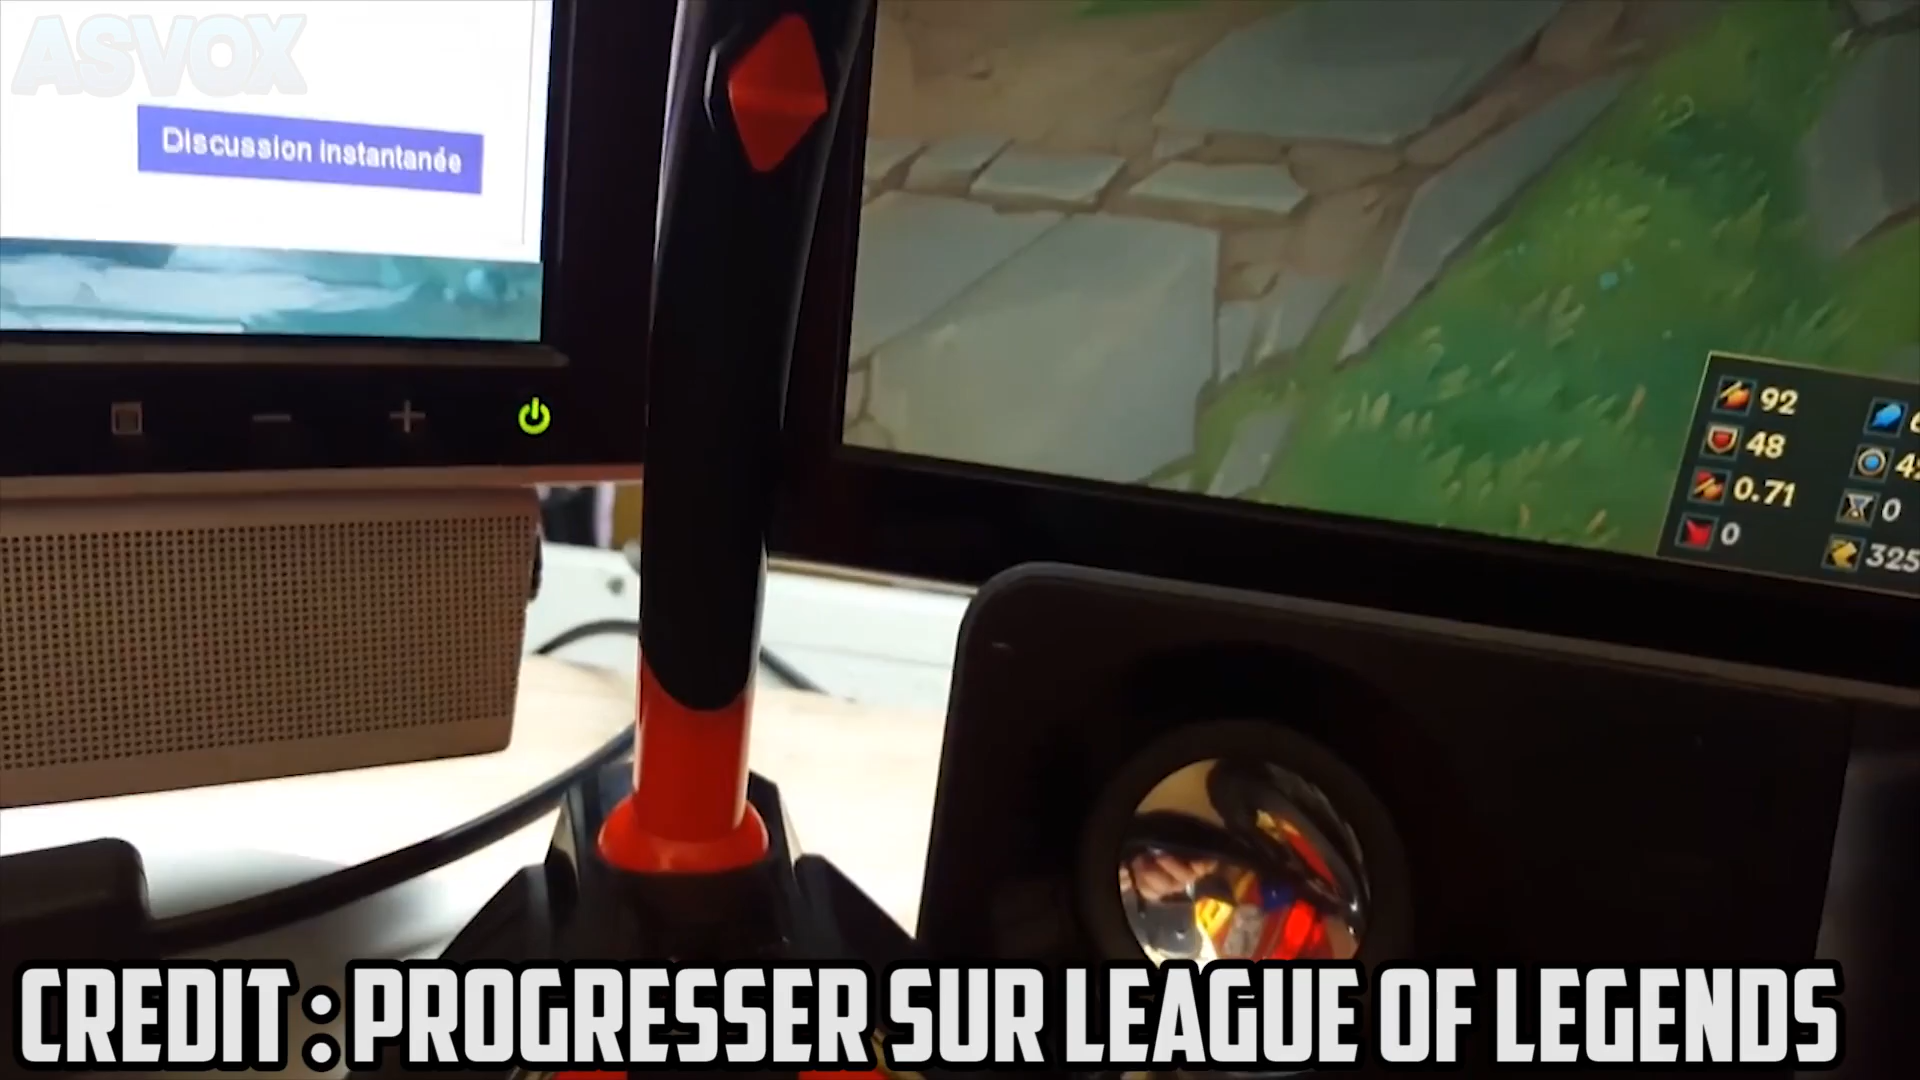 ASVOX
Discussion instantanée
92
48
0.71
0
0
325
CREDIT : PROGRESSER SUR LEAGUE OF LEGENDS